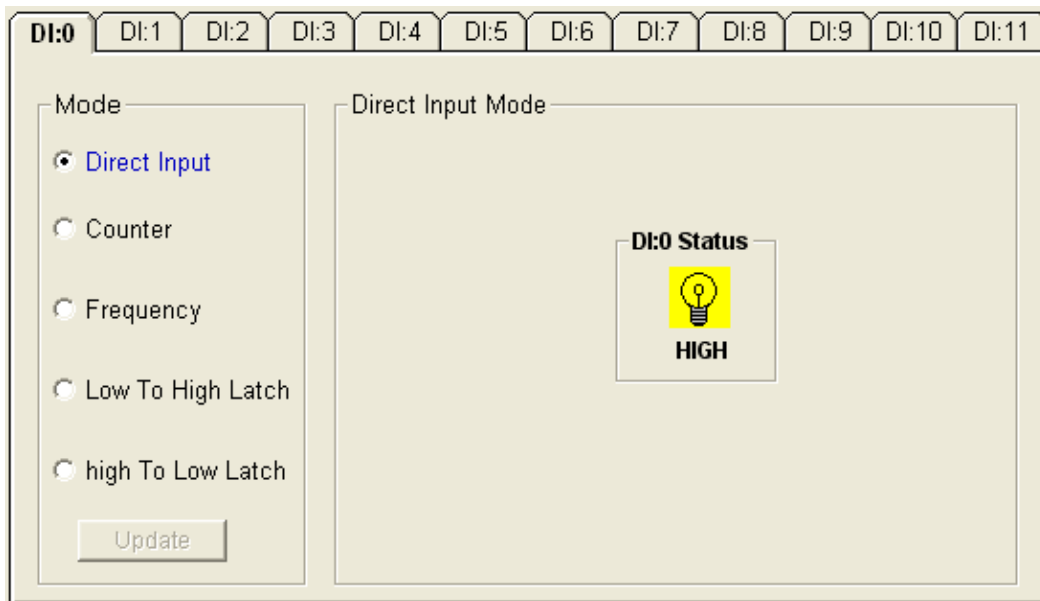 DI:0 DI:1 DI:2 DI:3 DI:4 DI:5 DI:6 DI:7 DI:8 DI:9 DI:10 DI:11
Mode
Direct Input
Counter
Frequency
Low To High Latch
high To Low Latch
Update
Direct Input Mode
DI:0 Status
HIGH